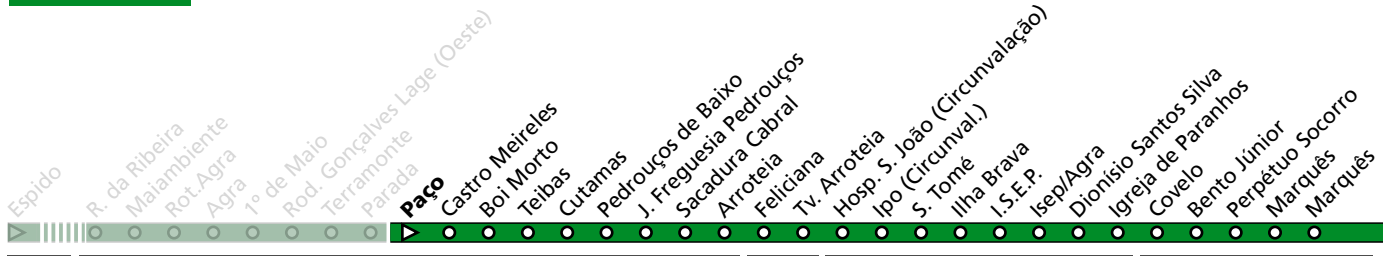 Espido
R. da Ribeira
Maiambiente
Rot.Agra
Agra
1º de Maio
Rod. Gonçalves Lage (Oeste)
Terramonte
Parada
Paço
Castro Meireles
Boi Morto
Teibas
Cutamas
Pedrouços de Baixo
J. Freguesia Pedrouços
Sacadura Cabral
Arroteia
Feliciana
Tv. Arroteia
Hosp. S. João (Circunvalação)
Ipo (Circunval.)
S. Tomé
Ilha Brava
I.S.E.P.
Isep/Agra
Dionísio Santos Silva
Igreja de Paranhos
Covelo
Bento Júnior
Perpétuo Socorro
Marquês
Marquês